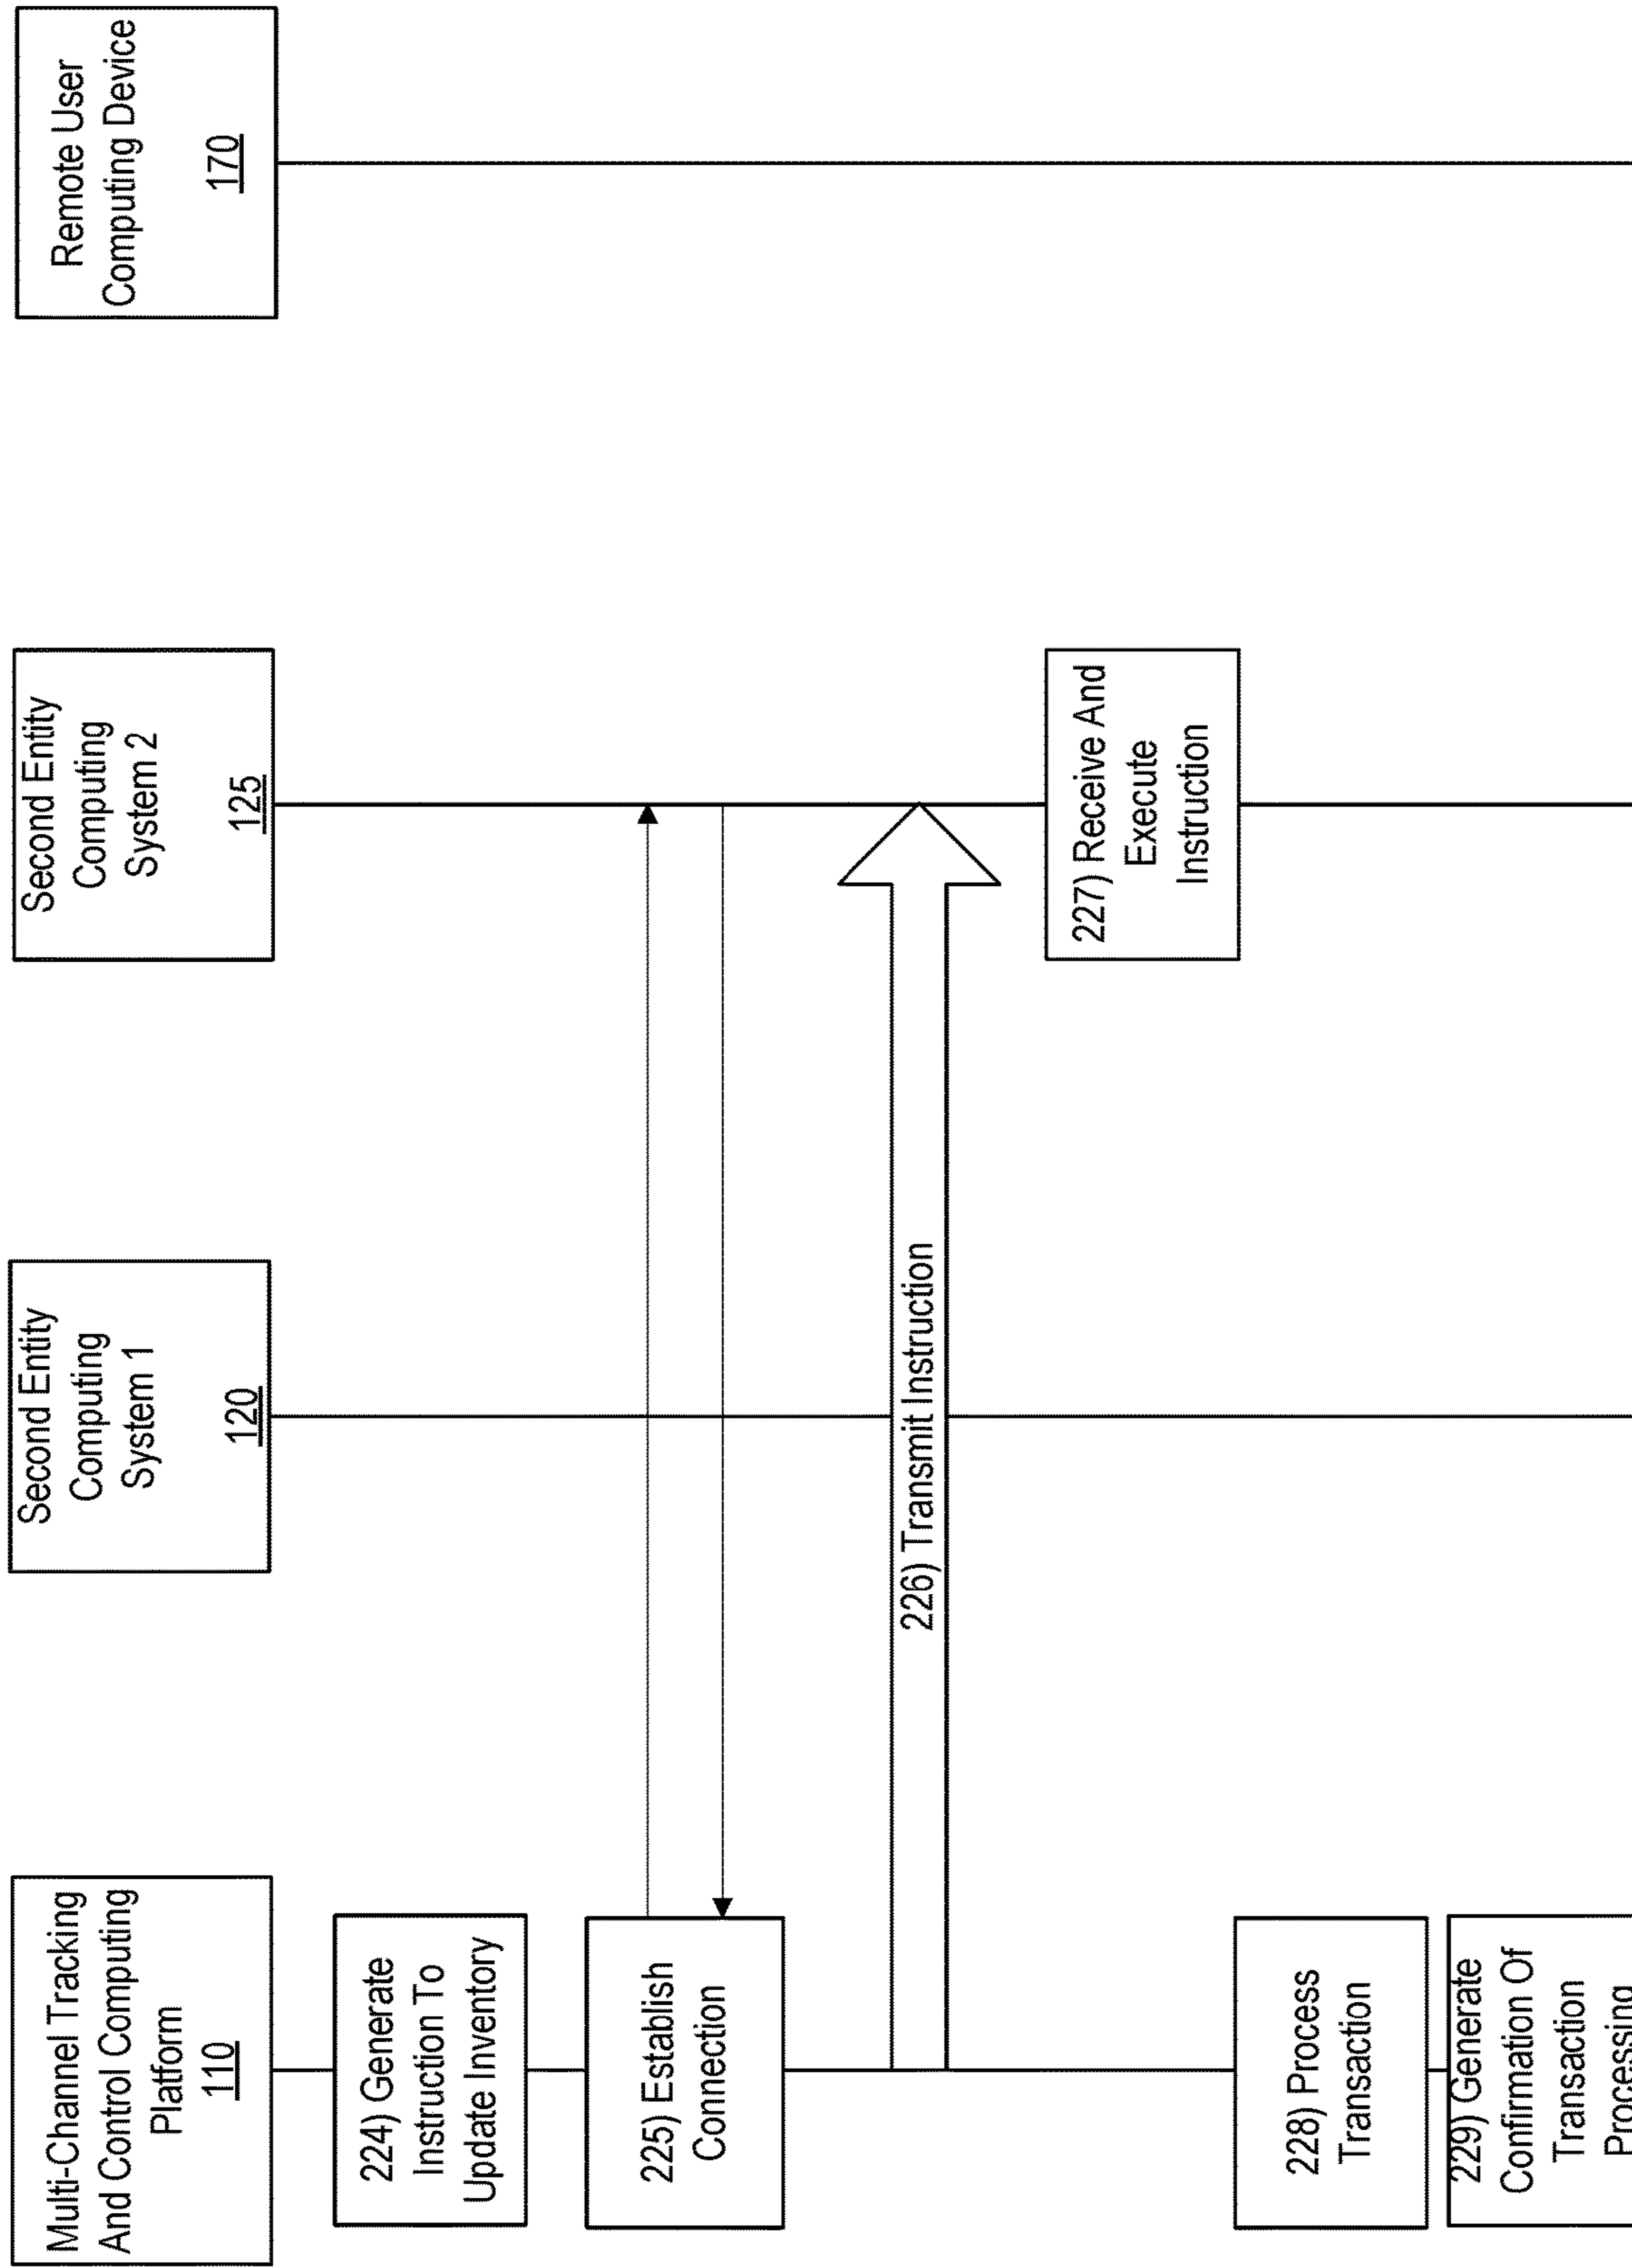 Multi-Channel Tracking
And Control Computing
Platform
110
Second Entity
Computing
System 1
120
Second Entity
Computing
System 2
125
Remote User
Computing Device
170
224) Generate
Instruction To
Update Inventory
225) Establish
Connection
226) Transmit Instruction
227) Receive And
Execute
Instruction
228) Process
Transaction
229) Generate
Confirmation Of
Transaction
Processing